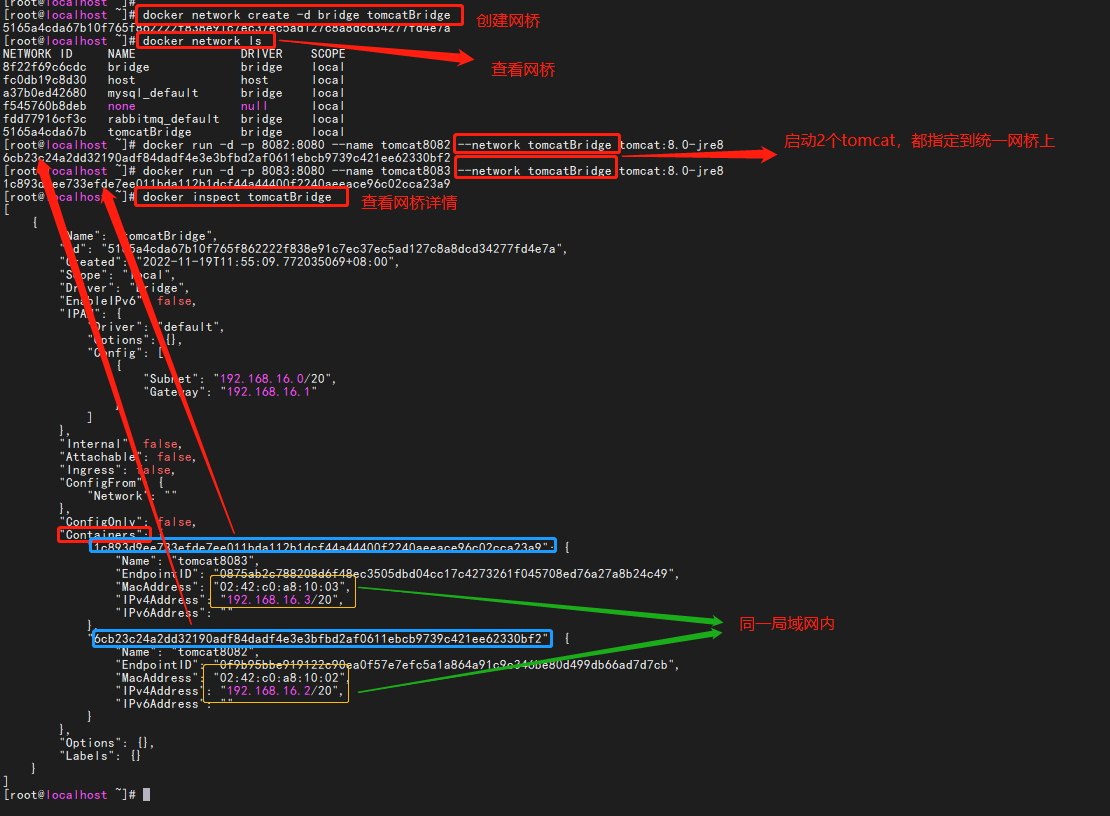 [root@localhost ~]#
[root@localhost ~]# docker network create -d bridge tomcatBridge 创建网桥
5165a4cda67b10f765f862222f838e91c7ec37ec5ad127c8a8dcd34277fd4e7a
[root@localhost ~]# docker network ls
NETWORK ID NAME DRIVER SCOPE
8f22f69c6cdc bridge bridge local 查看网桥
fc0db19c8d30 host host local
a37b0ed42680 mysql_default bridge local
f545760b8deb none null local
fdd77916cf3c rabbitmq_default bridge local
5165a4cda67b tomcatBridge bridge local
[root@localhost ~]# docker run -d -p 8082:8080 --name tomcat8082 --network tomcatBridge tomcat:8.0-jre8 启动2个tomcat，都指定到统一网桥上
6cb23c24a2dd32190adf84dadf4e3e3bfbd2af0611ebcb9739c421ee62330bf2
[root@localhost ~]# docker run -d -p 8083:8080 --name tomcat8083 --network tomcatBridge tomcat:8.0-jre8
1c893d9ee733efde7ee011bda112b1dcf44a44400f2240aeeace96c02cca23a9
[root@localhost ~]# docker inspect tomcatBridge 查看网桥详情
[
{
"Name": "tomcatBridge",
"Id": "5165a4cda67b10f765f862222f838e91c7ec37ec5ad127c8a8dcd34277fd4e7a",
"Created": "2022-11-19T11:55:09.772035069+08:00",
"Scope": "local",
"Driver": "bridge",
"EnableIPv6": false,
"IPAM": {
"Driver": "default",
"Options": {},
"Config": [
{
"Subnet": "192.168.16.0/20",
"Gateway": "192.168.16.1"
}
]
},
"Internal": false,
"Attachable": false,
"Ingress": false,
"ConfigFrom": {
"Network": ""
},
"ConfigOnly": false,
"Containers":
1c893d9ee733efde7ee011bda112b1dcf44a44400f2240aeeace96c02cca23a9": {
"Name": "tomcat8083",
"EndpointID": "0875ab2c788208d6f48ec3505dbd04cc17c4273261f045708ed76a27a8b24c49",
"MacAddress": "02:42:c0:a8:10:03",
"IPv4Address": "192.168.16.3/20",
"IPv6Address": ""
}, 同一局域网内
"6cb23c24a2dd32190adf84dadf4e3e3bfbd2af0611ebcb9739c421ee62330bf2" {
"Name": "tomcat8082",
"EndpointID": "0f9b95bbe919122c90ea0f57e7efc5a1a864a91c9c346be80d499db66ad7d7cb",
"MacAddress": "02:42:c0:a8:10:02",
"IPv4Address": "192.168.16.2/20",
"IPv6Address": ""
}
},
"Options": {},
"Labels": {}
}
]
[root@localhost ~]#